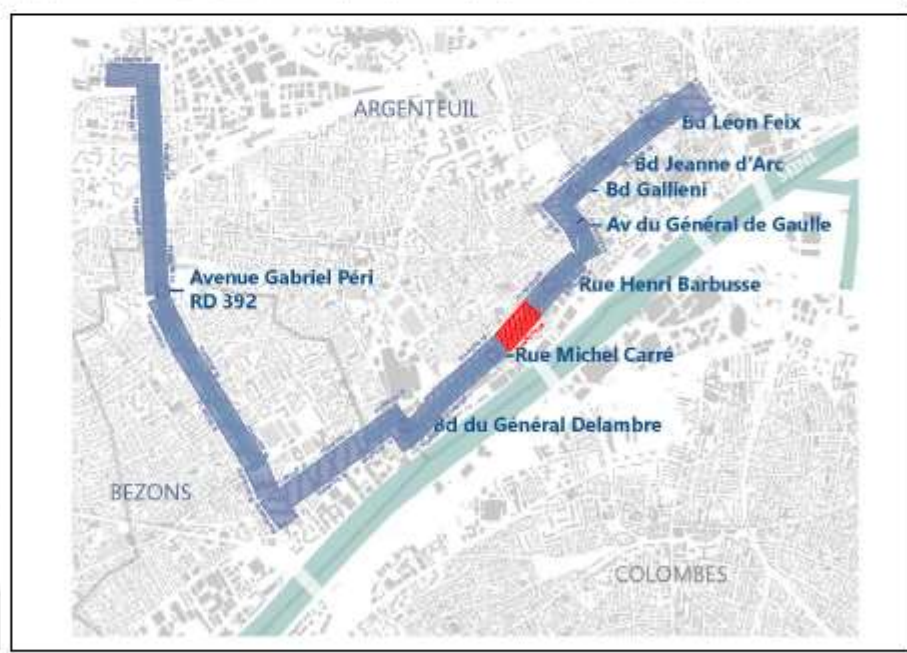 ARGENTEUIL
Bd Léon Feix
Bd Jeanne d'Arc
Bd Gallieni
Av du Général de Gaulle
Avenue Gabriel Péri
RD 392
Rue Henri Barbusse
Rue Michel Carré
Bd du Général Delambre
BEZONS
COLOMBES